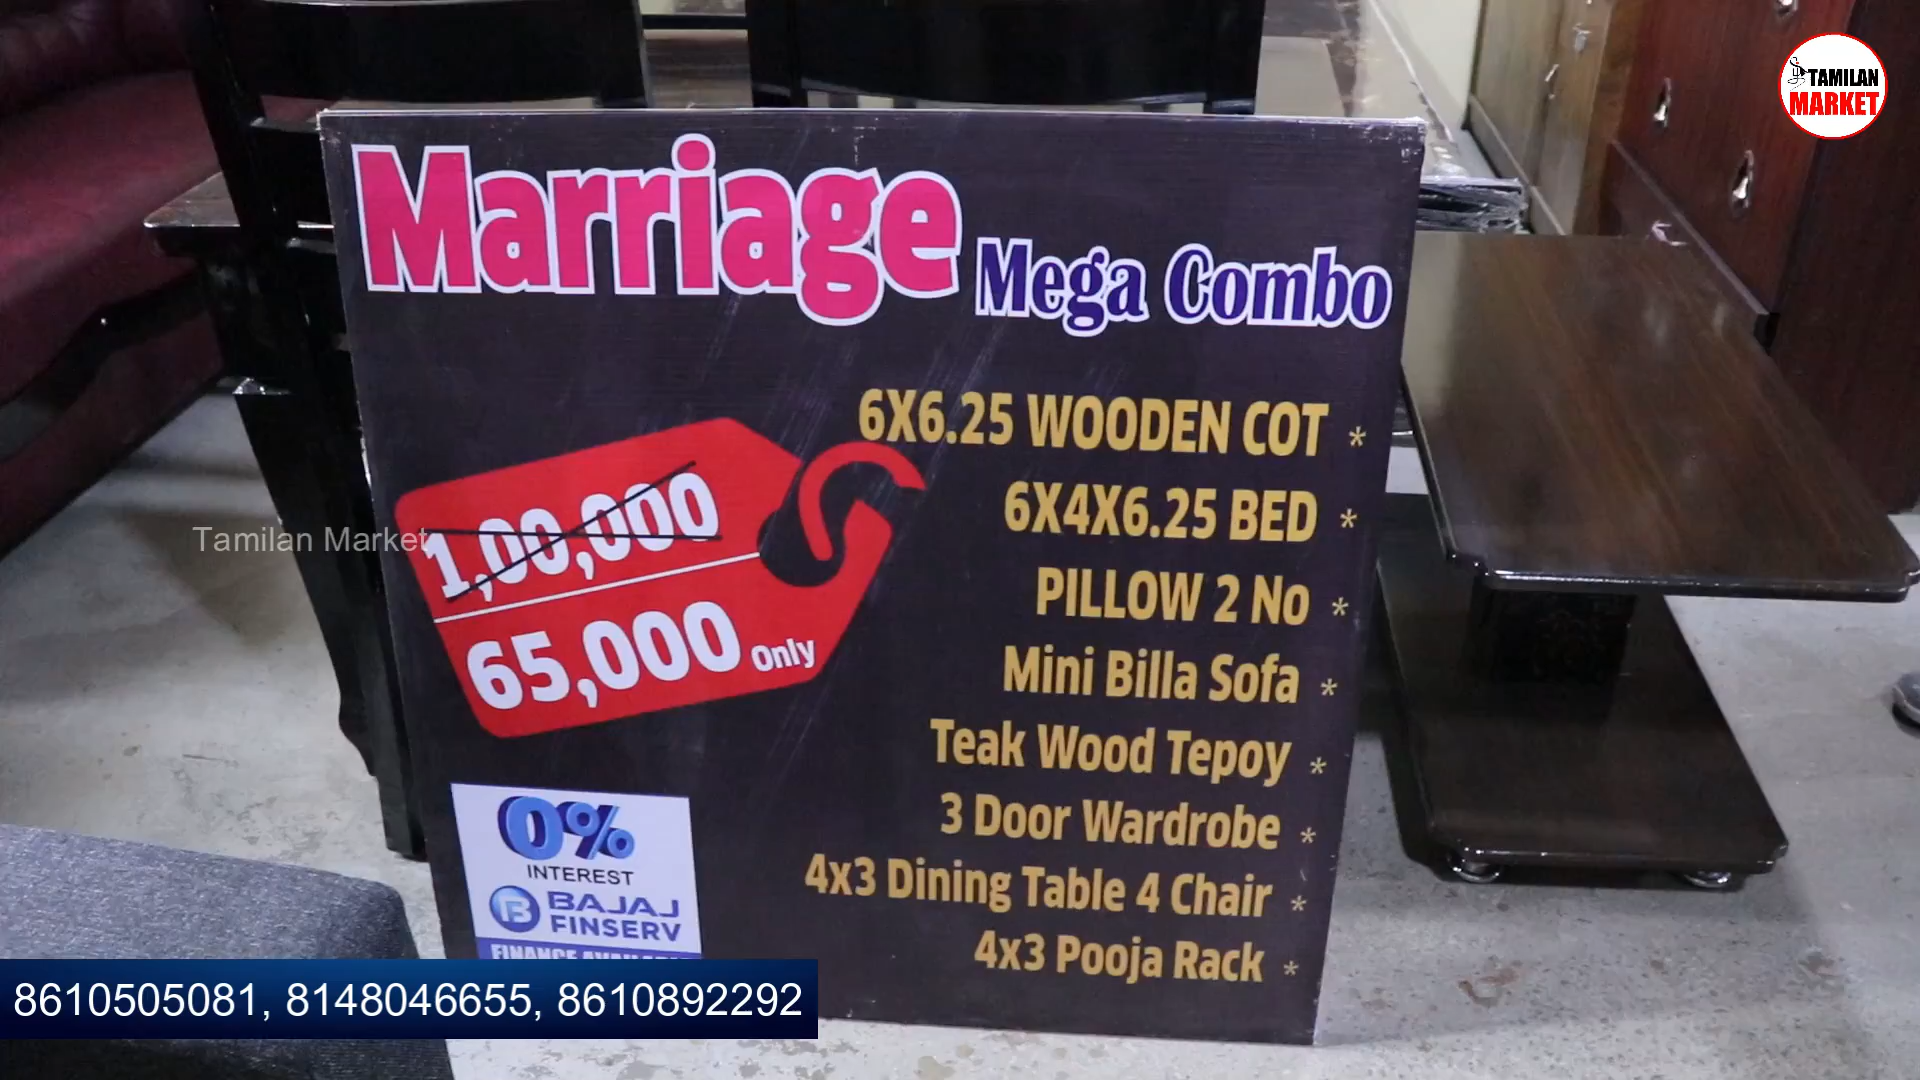 TAMILAN
MARKET
Marriage
Mega Combo
6X6.25 WOODEN COT *
6X4X6.25 BED *
PILLOW 2 No *
Mini Billa Sofa *
Teak Wood Tepoy *
3 Door Wardrobe *
4x3 Dining Table 4 Chair *
4x3 Pooja Rack *
1,00,000
65,000 only
Tamilan Market
0%
INTEREST
B BAJAJ
FINSERV
FINANCE AVAILABLE
8610505081, 8148046655, 8610892292